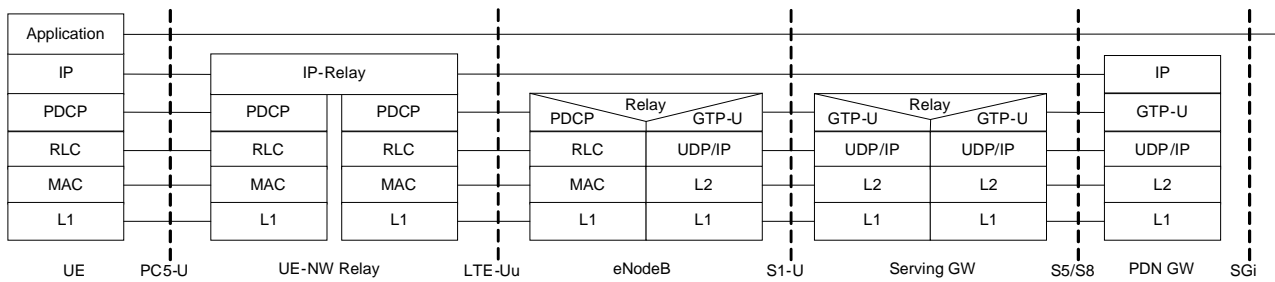 Application
IP
IP-Relay
IP
PDCP
PDCP
PDCP
Relay
PDCP
GTP-U
Relay
GTP-U
GTP-U
GTP-U
RLC
RLC
RLC
RLC
UDP/IP
UDP/IP
UDP/IP
UDP/IP
MAC
MAC
MAC
MAC
L2
L2
L2
L2
L1
L1
L1
L1
L1
L1
L1
L1
UE
PC5-U
UE-NW Relay
LTE-Uu
eNodeB
S1-U
Serving GW
S5/S8
PDN GW
SGi